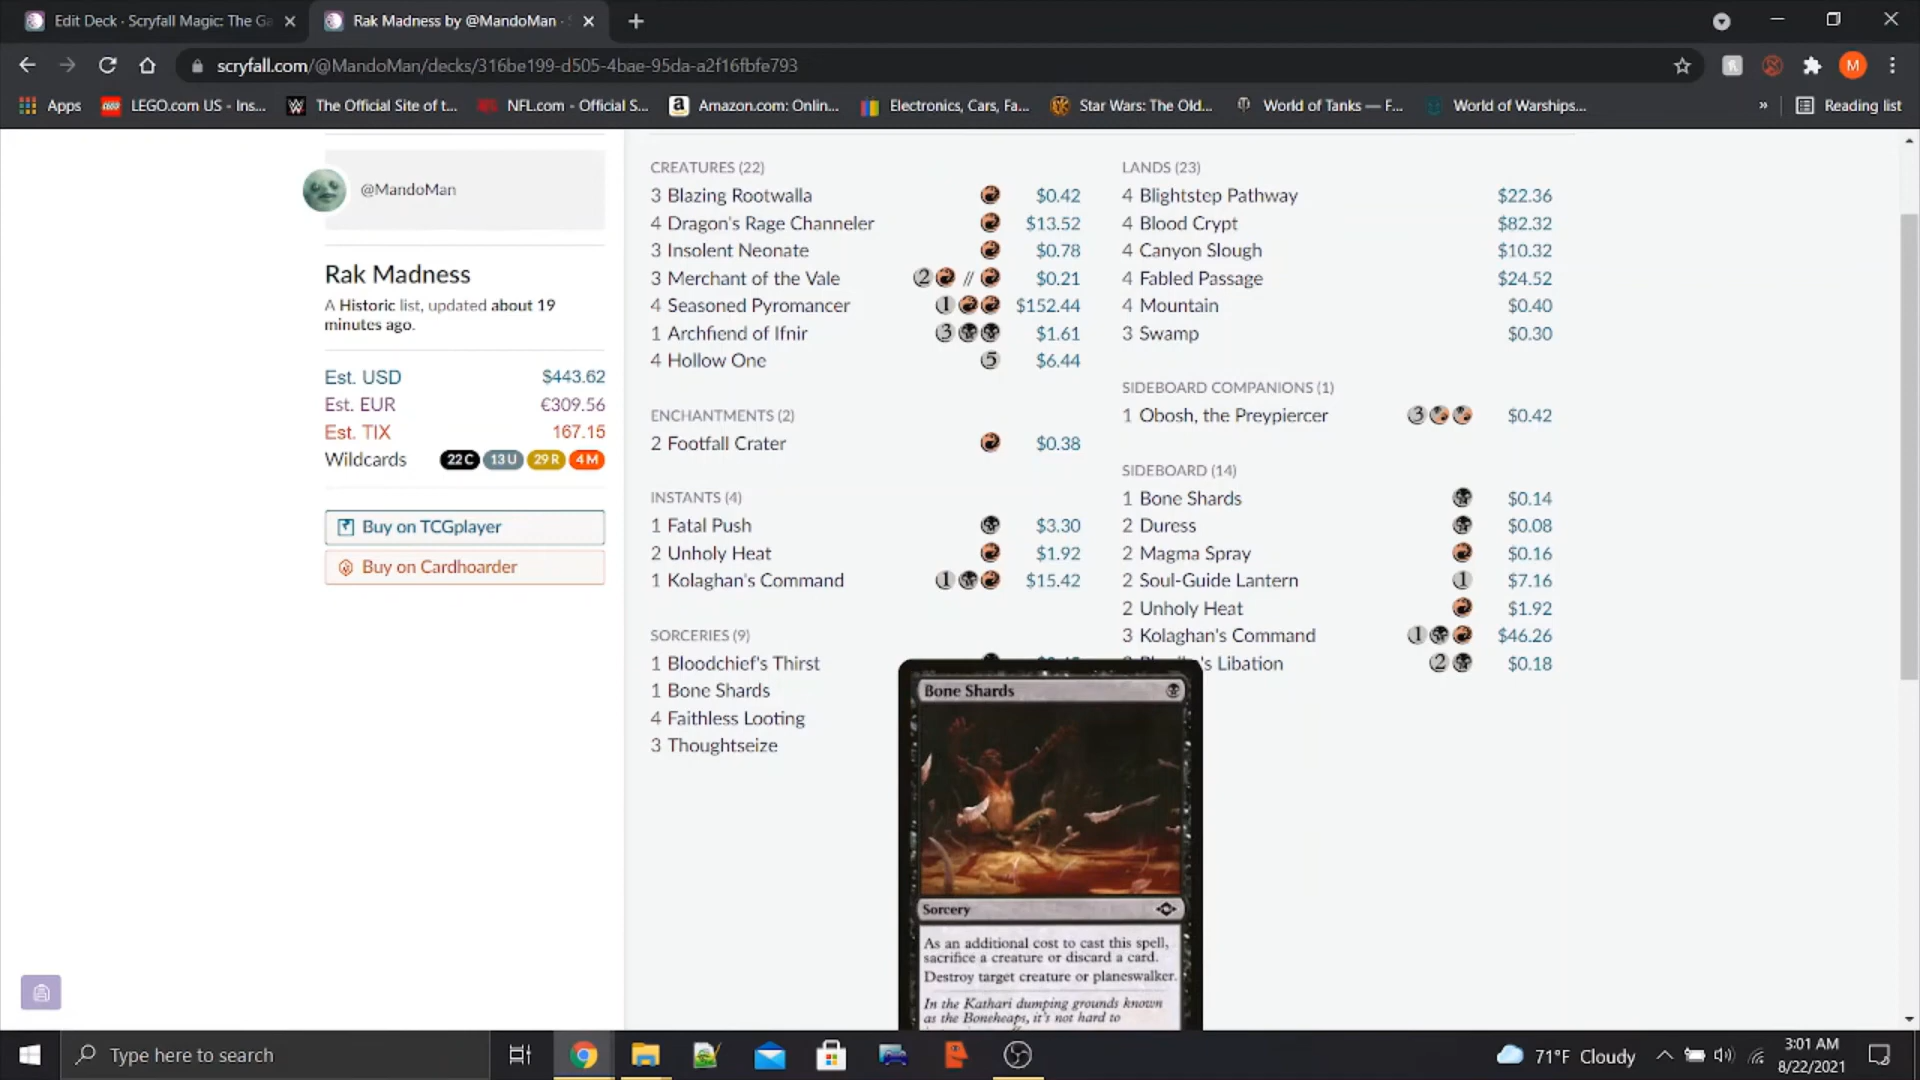 Edit Deck · Scryfall Magic: The Ga
Rak Madness by @MandoMan ·
scryfall.com/@MandoMan/decks/316be199-d505-4bae-95da-a2f16fbfe793
M
Apps
LEGO.com US - Ins...
The Official Site of t...
NFL.com - Official S...
Amazon.com: Onlin...
Electronics, Cars, Fa...
Star Wars: The Old...
World of Tanks — F...
World of Warships...
»
Reading list
@MandoMan
Rak Madness
A Historic list, updated about 19
minutes ago.
Est. USD $443.62
Est. EUR €309.56
Est. TIX 167.15
Wildcards 22 C 13 U 29 R 4 M
Buy on TCGplayer
Buy on Cardhoarder
CREATURES (22)
3 Blazing Rootwalla $0.42
4 Dragon's Rage Channeler $13.52
3 Insolent Neonate $0.78
3 Merchant of the Vale 2 // $0.21
4 Seasoned Pyromancer 1 $152.44
1 Archfiend of Ifnir 3 $1.61
4 Hollow One 5 $6.44
ENCHANTMENTS (2)
2 Footfall Crater $0.38
INSTANTS (4)
1 Fatal Push $3.30
2 Unholy Heat $1.92
1 Kolaghan's Command 1 $15.42
SORCERIES (9)
1 Bloodchief's Thirst
1 Bone Shards
4 Faithless Looting
3 Thoughtseize
LANDS (23)
4 Blightstep Pathway $22.36
4 Blood Crypt $82.32
4 Canyon Slough $10.32
4 Fabled Passage $24.52
4 Mountain $0.40
3 Swamp $0.30
SIDEBOARD COMPANIONS (1)
1 Obosh, the Preypiercer 3 $0.42
SIDEBOARD (14)
1 Bone Shards $0.14
2 Duress $0.08
2 Magma Spray $0.16
2 Soul-Guide Lantern 1 $7.16
2 Unholy Heat $1.92
3 Kolaghan's Command 1 $46.26
Libation 2 $0.18
Bone Shards
Sorcery
As an additional cost to cast this spell,
sacrifice a creature or discard a card.
Destroy target creature or planeswalker.
In the Kathari dumping grounds known
as the Boneheaps, it's not hard to
Type here to search
71°F Cloudy
3:01 AM
8/22/2021